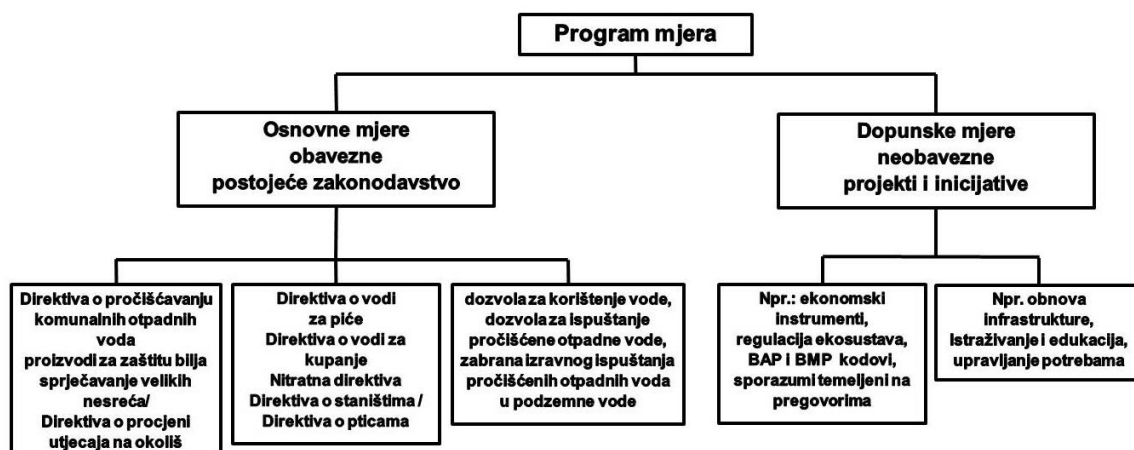 Program mjera
Osnovne mjere
obavezne
postojeće zakonodavstvo
Dopunske mjere
neobavezne
projekti i inicijative
Direktiva o pročišćavanju
komunalnih otpadnih
voda
proizvodi za zaštitu bilja
sprječavanje velikih
nesreća/
Direktiva o procjeni
utjecaja na okoliš
Direktiva o vodi
za piće
Direktiva o vodi za
kupanje
Nitratna direktiva
Direktiva o staništima /
Direktiva o pticama
dozvola za korištenje vode,
dozvola za ispuštanje
pročišćene otpadne vode,
zabrana izravnog ispuštanja
pročišćenih otpadnih voda
u podzemne vode
Npr.: ekonomski
instrumenti,
regulacija ekosustava,
BAP i BMP kodovi,
sporazumi temeljeni na
pregovorima
Npr. obnova
infrastrukture,
Istraživanje i edukacija,
upravljanje potrebama